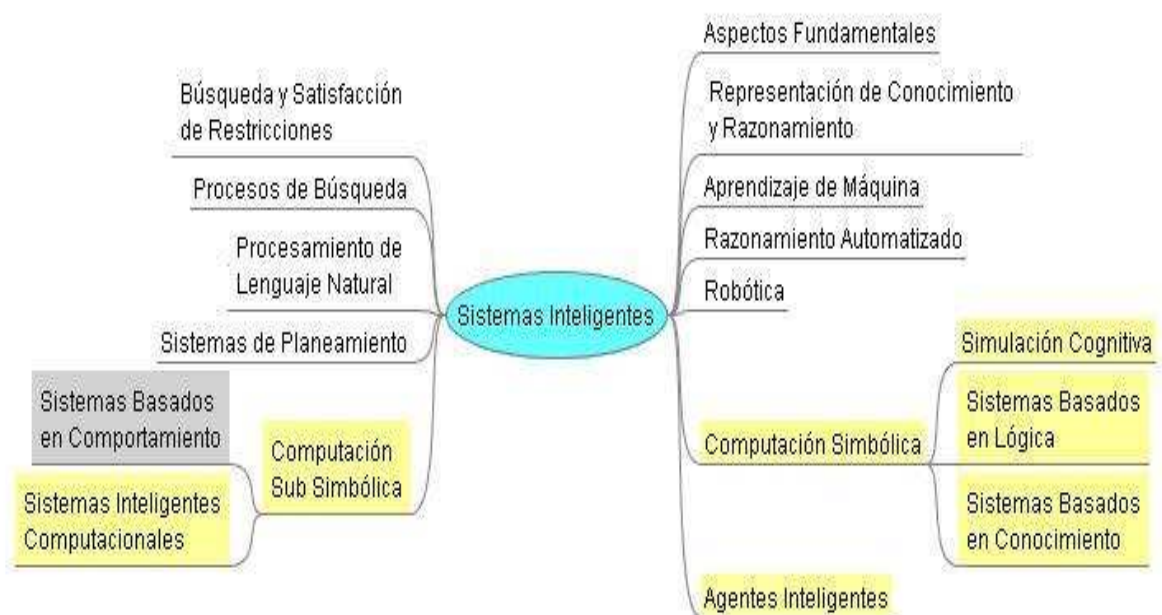 Búsqueda y Satisfacción
de Restricciones
Procesos de Búsqueda
Procesamiento de
Lenguaje Natural
Sistemas de Planeamiento
Sistemas Basados
en Comportamiento
Sistemas Inteligentes
Computacionales
Computación
Sub Simbólica
Sistemas Inteligentes
Aspectos Fundamentales
Representación de Conocimiento
y Razonamiento
Aprendizaje de Máquina
Razonamiento Automatizado
Robótica
Computación Simbólica
Simulación Cognitiva
Sistemas Basados
en Lógica
Sistemas Basados
en Conocimiento
Agentes Inteligentes